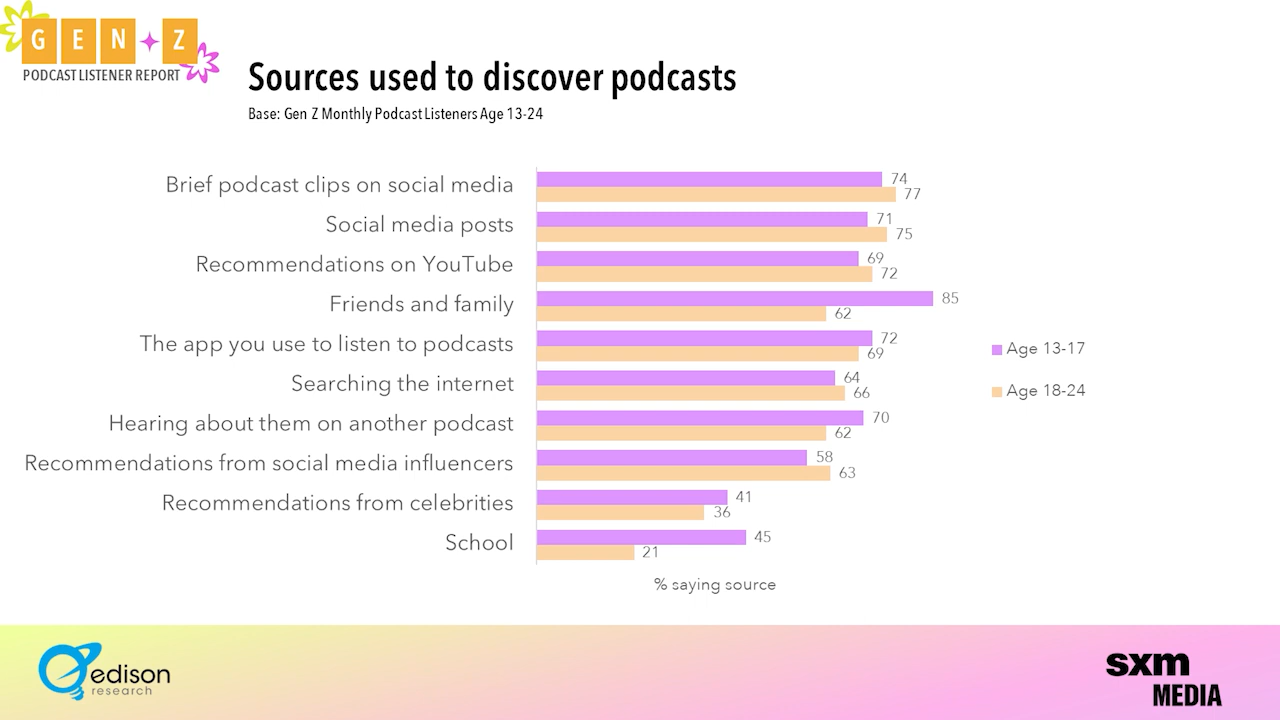 GEN Z
PODCAST LISTENER REPORT
Sources used to discover podcasts
Base: Gen Z Monthly Podcast Listeners Age 13-24
Brief podcast clips on social media
74
77
Social media posts
71
75
Recommendations on YouTube
69
72
Friends and family
85
62
The app you use to listen to podcasts
72
69
Searching the internet
64
66
Hearing about them on another podcast
70
62
Recommendations from social media influencers
58
63
Recommendations from celebrities
41
36
School
45
21
Age 13-17
Age 18-24
% saying source
edison
research
sxm
MEDIA